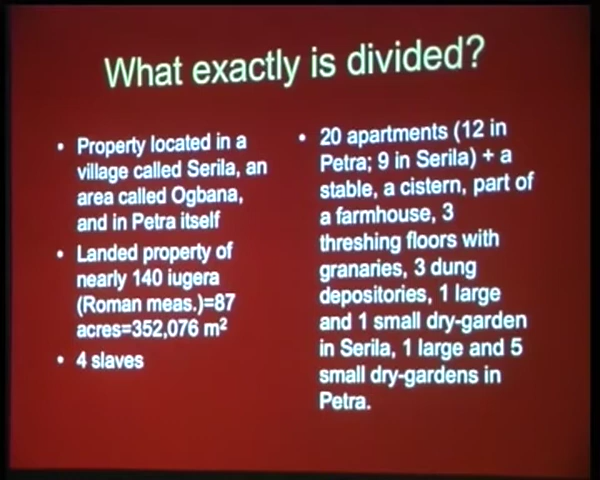 What exactly is divided?
• Property located in a
village called Serila, an
area called Ogbana,
and in Petra itself
• Landed property of
nearly 140 iugera
(Roman meas.)=87
acres=352,076 m²
• 4 slaves
• 20 apartments (12 in
Petra; 9 in Serila) + a
stable, a cistern, part of
a farmhouse, 3
threshing floors with
granaries, 3 dung
depositories, 1 large
and 1 small dry-garden
in Serila, 1 large and 5
small dry-gardens in
Petra.